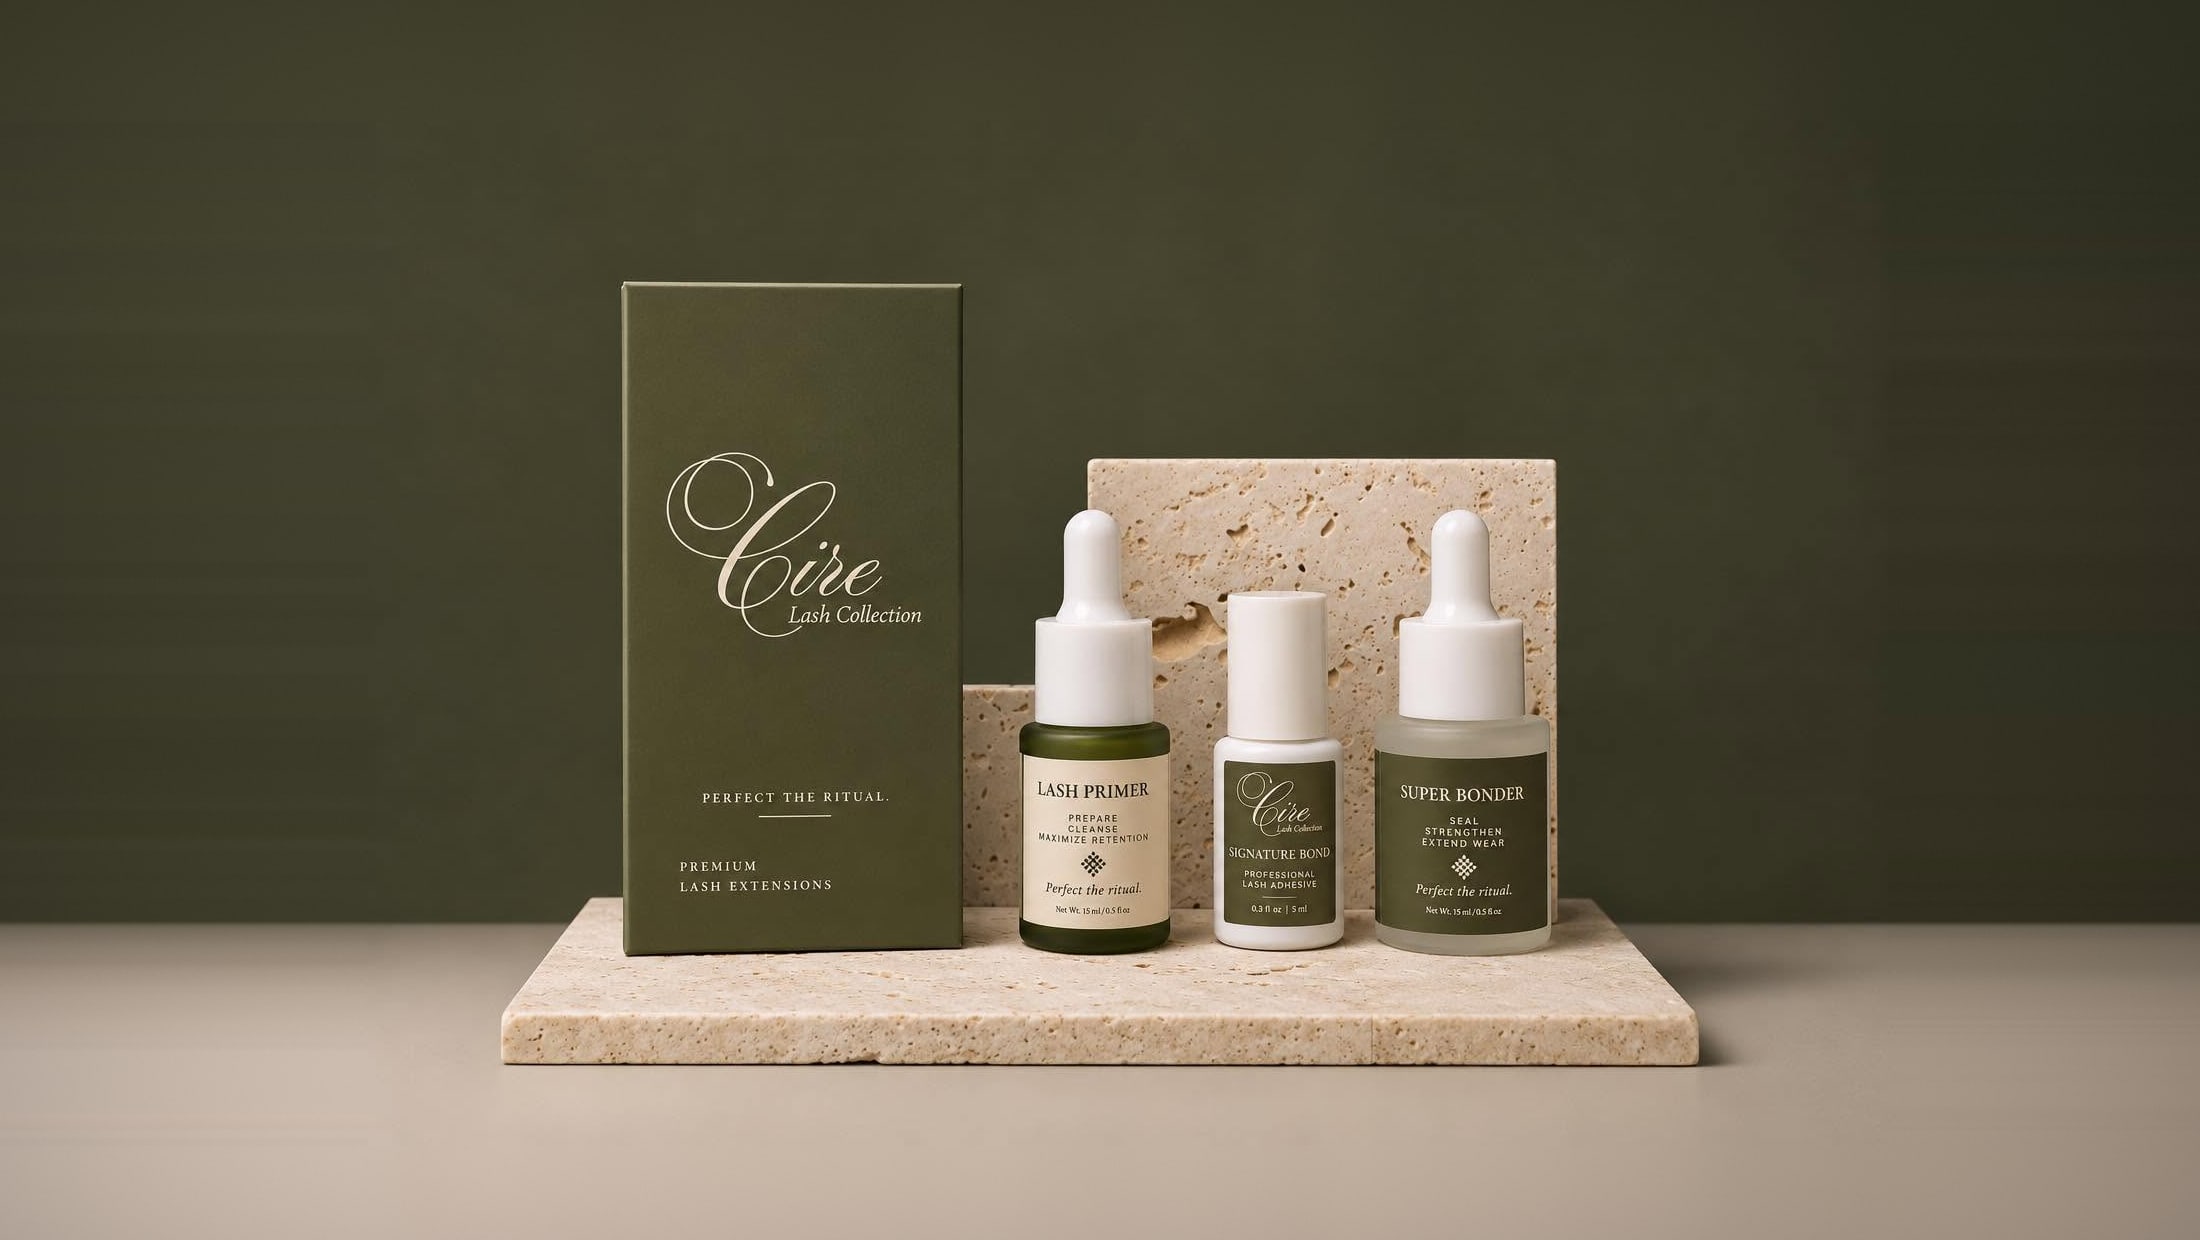 Cire
Lash Collection
PERFECT THE RITUAL.
PREMIUM
LASH EXTENSIONS
LASH PRIMER
PREPARE
CLEANSE
MAXIMIZE RETENTION
Perfect the ritual.
Net Wt. 15 ml/0.5 fl oz
Cire
Lash Collection
SIGNATURE BOND
PROFESSIONAL
LASH ADHESIVE
0.3 fl oz | 5 ml
SUPER BONDER
SEAL
STRENGTHEN
EXTEND WEAR
Perfect the ritual.
Net Wt. 15 ml/0.5 fl oz